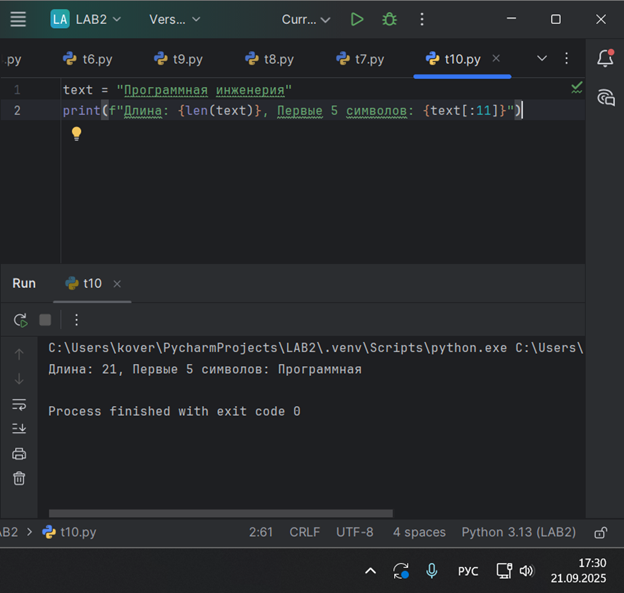 LA LAB2 Vers... Curr...
.py t6.py t9.py t8.py t7.py t10.py
1 text = "Программная инженерия"
2 print(f"Длина: {len(text)}, Первые 5 символов: {text[:11]}")
Run t10
C:\Users\kover\PycharmProjects\LAB2\.venv\Scripts\python.exe C:\Users\
Длина: 21, Первые 5 символов: Программная
Process finished with exit code 0
AB2 > t10.py 2:61 CRLF UTF-8 4 spaces Python 3.13 (LAB2)
РУС 17:30
21.09.2025